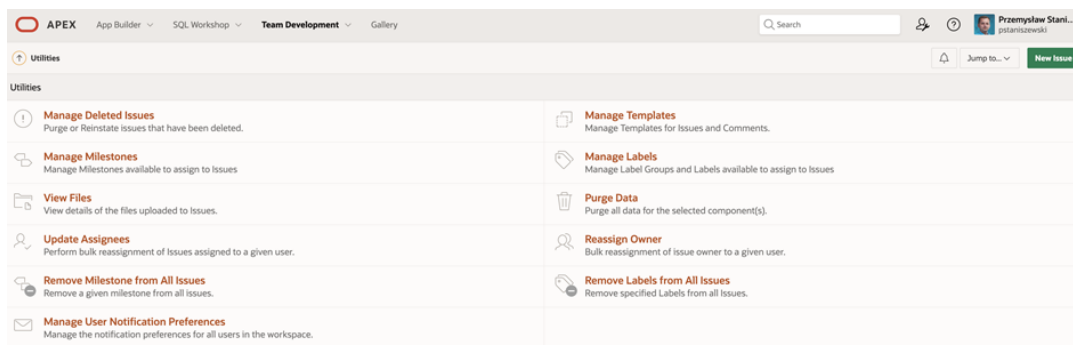 APEX App Builder SQL Workshop Team Development Gallery Search Przemysław Stani...
pstaniszewski
Utilities Jump to... New Issue
Utilities
Manage Deleted Issues
Purge or Reinstate issues that have been deleted.
Manage Templates
Manage Templates for Issues and Comments.
Manage Milestones
Manage Milestones available to assign to Issues
Manage Labels
Manage Label Groups and Labels available to assign to Issues
View Files
View details of the files uploaded to Issues.
Purge Data
Purge all data for the selected component(s).
Update Assignees
Perform bulk reassignment of Issues assigned to a given user.
Reassign Owner
Bulk reassignment of issue owner to a given user.
Remove Milestone from All Issues
Remove a given milestone from all issues.
Remove Labels from All Issues
Remove specified Labels from all Issues.
Manage User Notification Preferences
Manage the notification preferences for all users in the workspace.